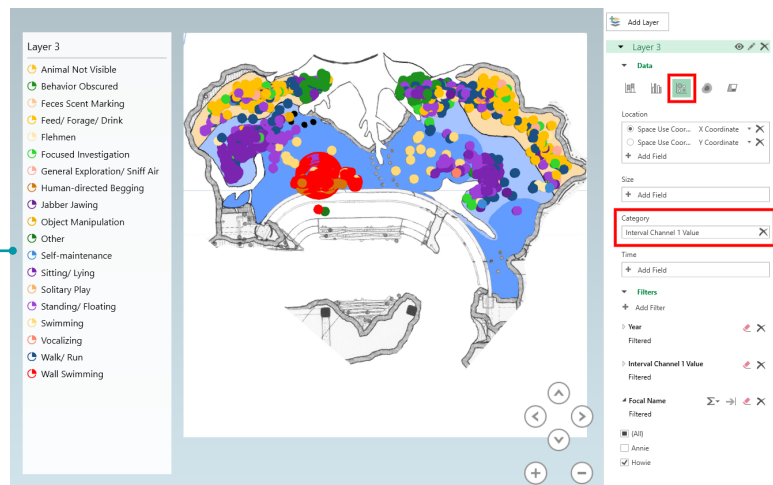 Layer 3
Animal Not Visible
Behavior Obscured
Feces Scent Marking
Feed/ Forage/ Drink
Flehmen
Focused Investigation
General Exploration/ Sniff Air
Human-directed Begging
Jabber Jawing
Object Manipulation
Other
Self-maintenance
Sitting/ Lying
Solitary Play
Standing/ Floating
Swimming
Vocalizing
Walk/ Run
Wall Swimming
Add Layer
Layer 3
Data
Location
Space Use Coor... X Coordinate
Space Use Coor... Y Coordinate
+ Add Field
Size
+ Add Field
Category
Interval Channel 1 Value
Time
+ Add Field
Filters
+ Add Filter
Year
Filtered
Interval Channel 1 Value
Filtered
Focal Name
Filtered
(All)
Annie
Howie